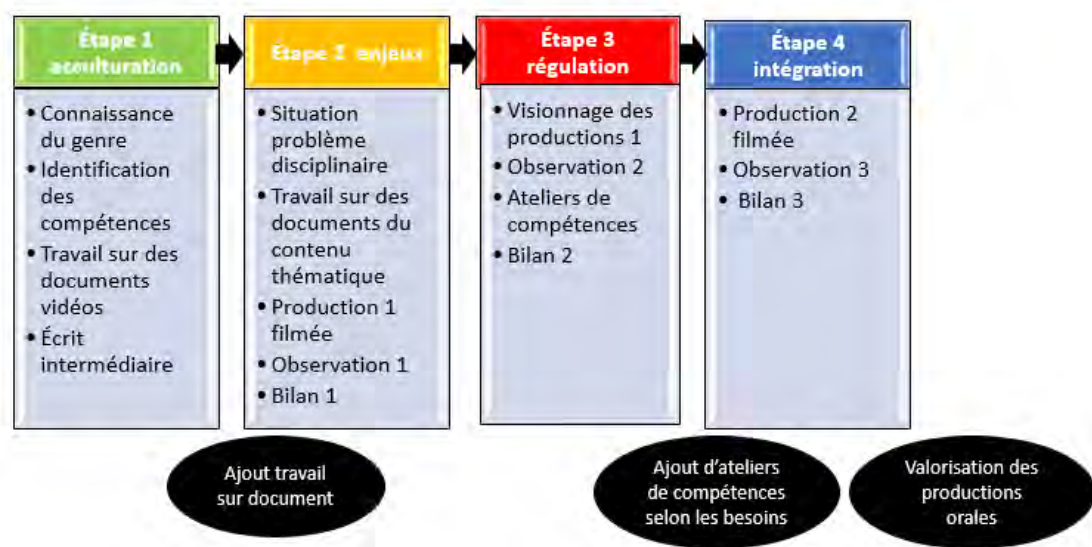 Étape 1
acculturation
• Connaissance
du genre
• Identification
des
compétences
• Travail sur des
documents
vidéos
• Écrit
intermédiaire
Étape 2 enjeux
• Situation
problème
disciplinaire
• Travail sur des
documents du
contenu
thématique
• Production 1
filmée
• Observation 1
• Bilan 1
Étape 3
régulation
• Visionnage des
productions 1
• Observation 2
• Ateliers de
compétences
• Bilan 2
Étape 4
intégration
• Production 2
filmée
• Observation 3
• Bilan 3
Ajout travail
sur document
Ajout d'ateliers
de compétences
selon les besoins
Valorisation des
productions
orales